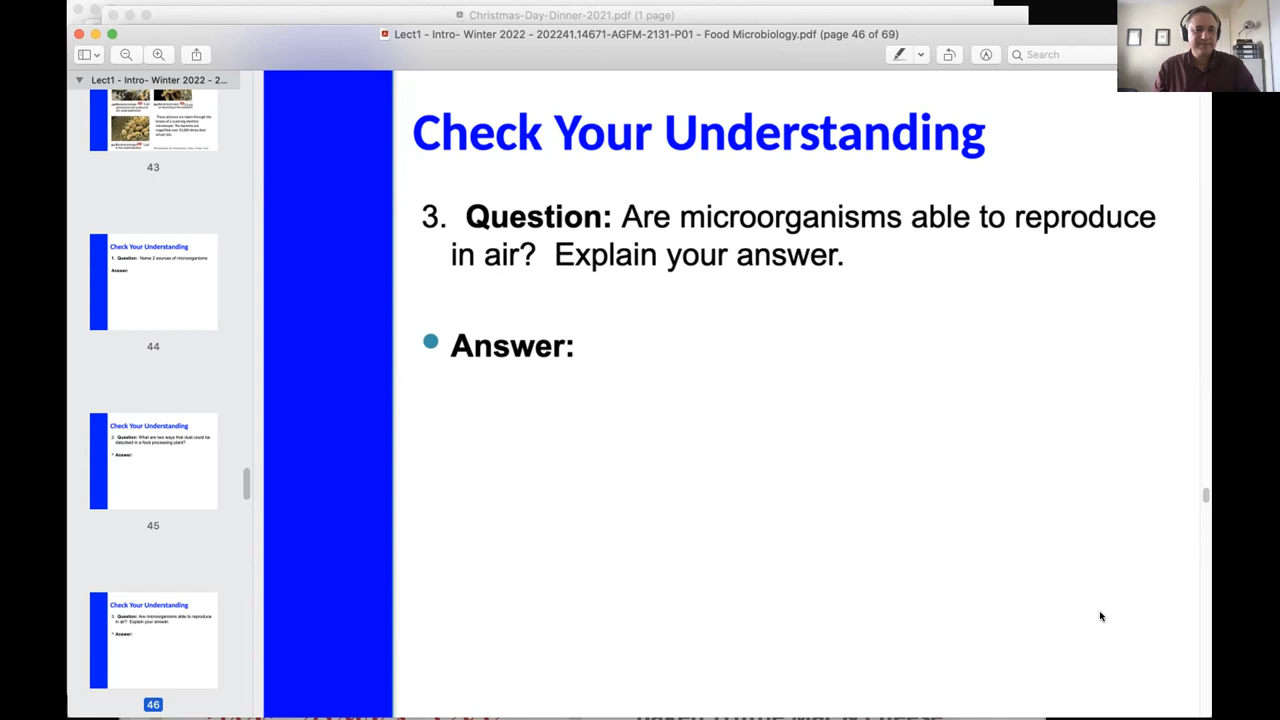 Christmas-Day-Dinner-2021.pdf (1 page)
Lect1 - Intro- Winter 2022 - 202241.14671-AGFM-2131-P01 - Food Microbiology.pdf (page 46 of 69)
Search
Lect1 - Intro- Winter 2022 - 2...
43
Check Your Understanding
1. Question: Name 2 sources of microorganisms
Answer:
44
Check Your Understanding
2. Question: What are two ways that dust could be
disturbed in a food processing plant?
• Answer:
45
Check Your Understanding
3. Question: Are microorganisms able to reproduce
in air? Explain your answer.
• Answer:
46
Check Your Understanding
3. Question: Are microorganisms able to reproduce
in air? Explain your answer.
• Answer: